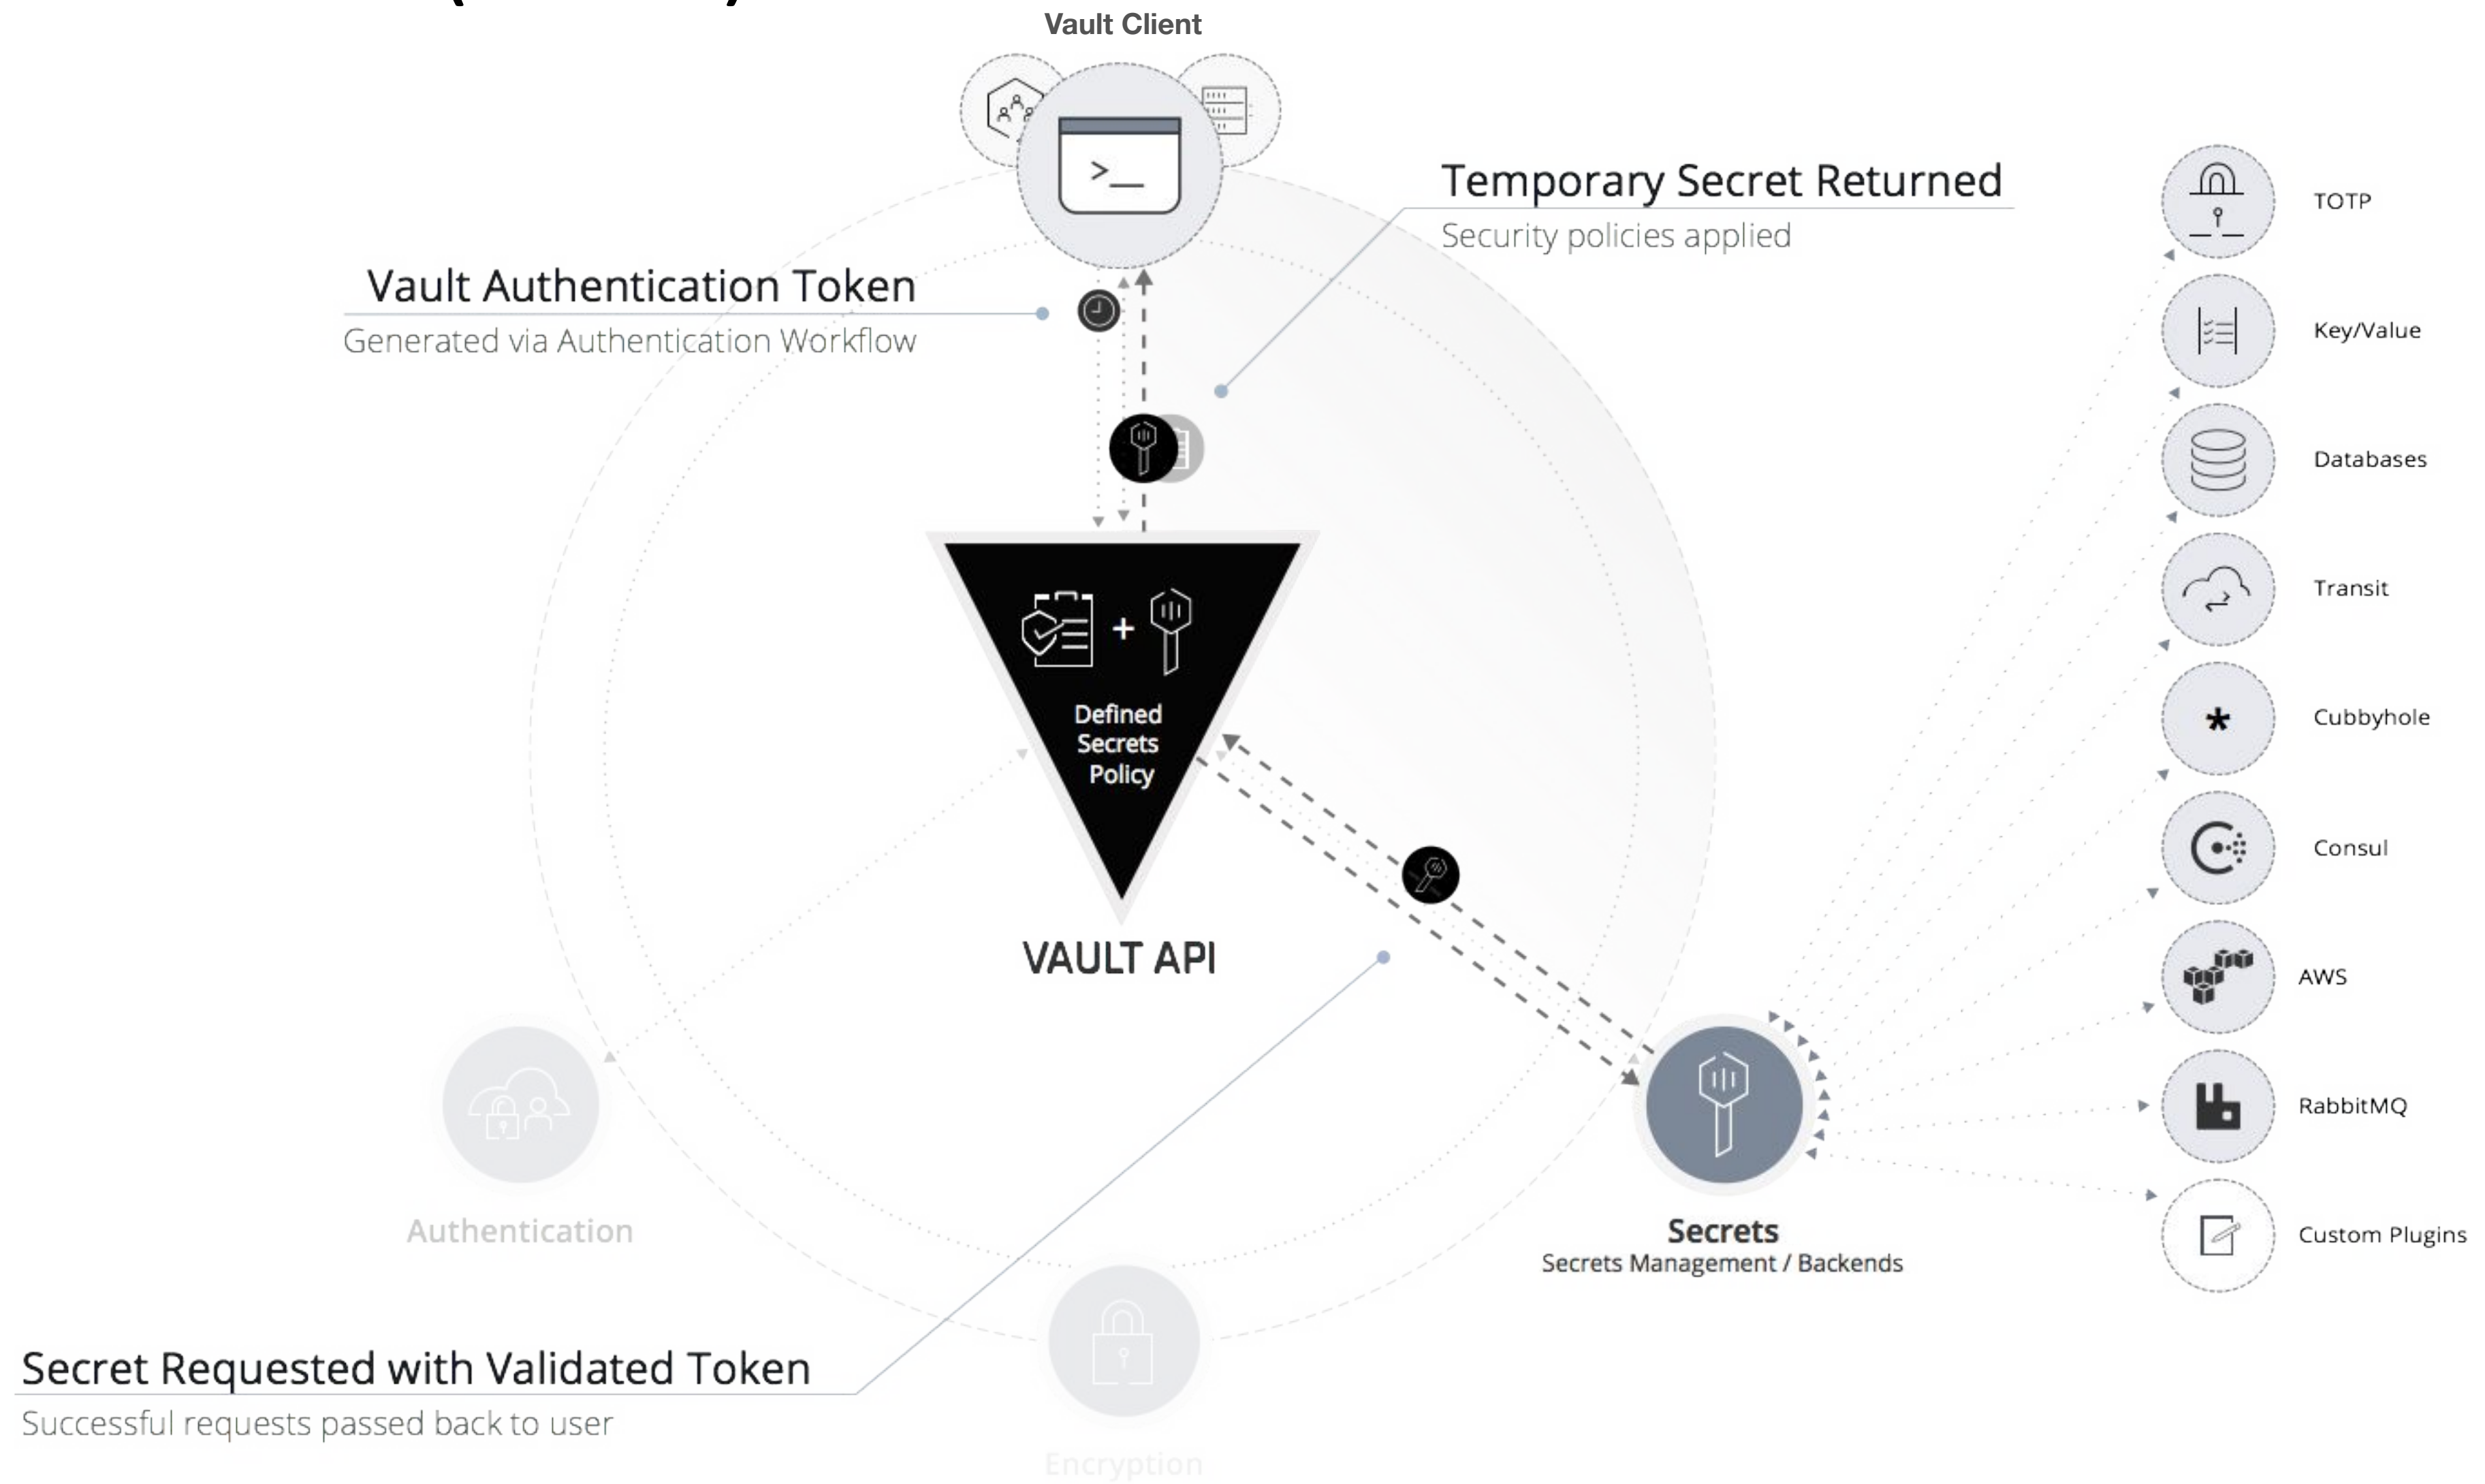 Vault Client
Temporary Secret Returned
Security policies applied
Vault Authentication Token
Generated via Authentication Workflow
>_
+
Defined
Secrets
Policy
VAULT API
TOTP
Key/Value
Databases
Transit
Cubbyhole
*
Consul
AWS
RabbitMQ
Custom Plugins
Authentication
Secrets
Secrets Management / Backends
Secret Requested with Validated Token
Successful requests passed back to user
Encryption